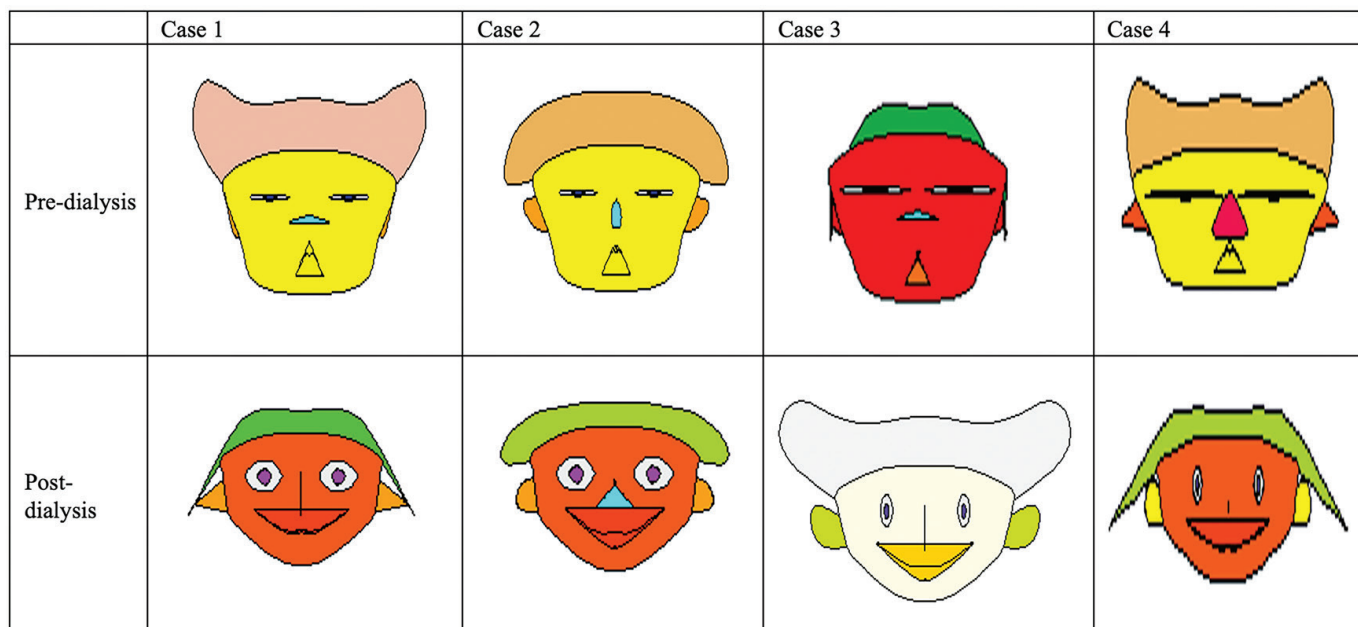 Case 1
Case 2
Case 3
Case 4
Pre-dialysis
Post-
dialysis